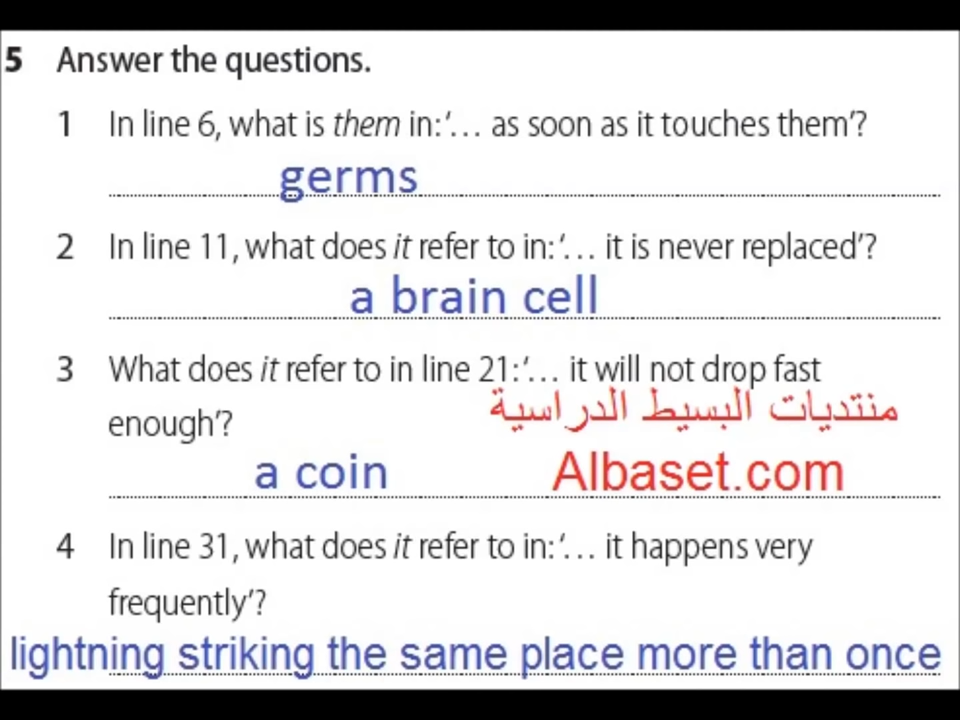 5 Answer the questions.
1 In line 6, what is them in: '… as soon as it touches them'?
germs
2 In line 11, what does it refer to in: '… it is never replaced'?
a brain cell
3 What does it refer to in line 21: '… it will not drop fast
منتديات البسيط الدراسية
enough'?
a coin Albaset.com
4 In line 31, what does it refer to in: '… it happens very
frequently'?
lightning striking the same place more than once